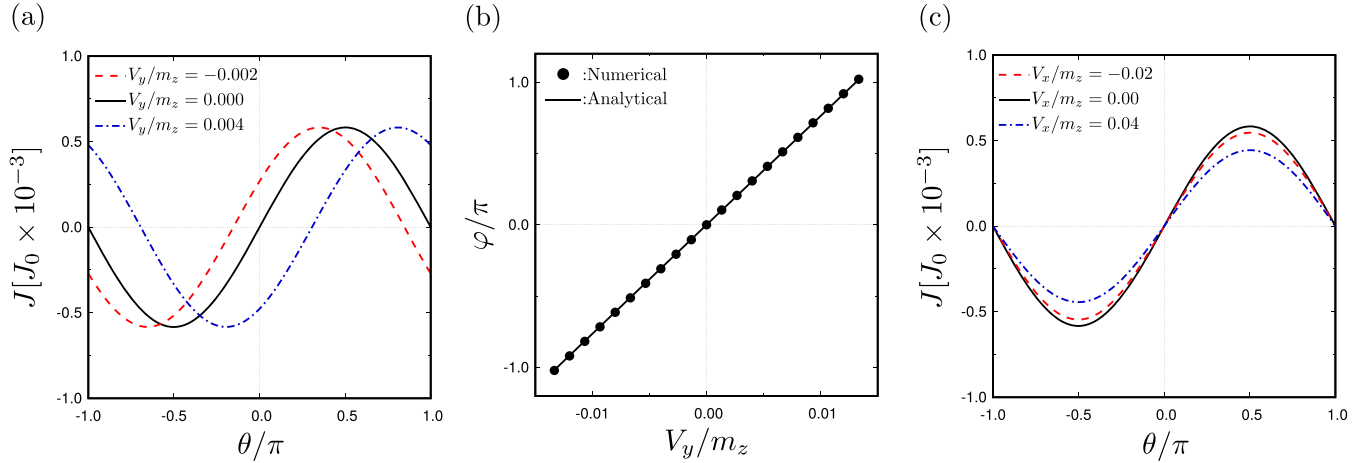 (a)
V_y/m_z = −0.002
V_y/m_z = 0.000
V_y/m_z = 0.004
1.0
0.5
0.0
-0.5
-1.0
J[J_0 × 10^{−3}]
-1.0 -0.5 0.0 0.5 1.0
θ/π
(b)
:Numerical
:Analytical
1.0
0.0
-1.0
φ/π
-0.01 0.00 0.01
V_y/m_z
(c)
V_x/m_z = −0.02
V_x/m_z = 0.00
V_x/m_z = 0.04
1.0
0.5
0.0
-0.5
-1.0
J[J_0 × 10^{−3}]
-1.0 -0.5 0.0 0.5 1.0
θ/π